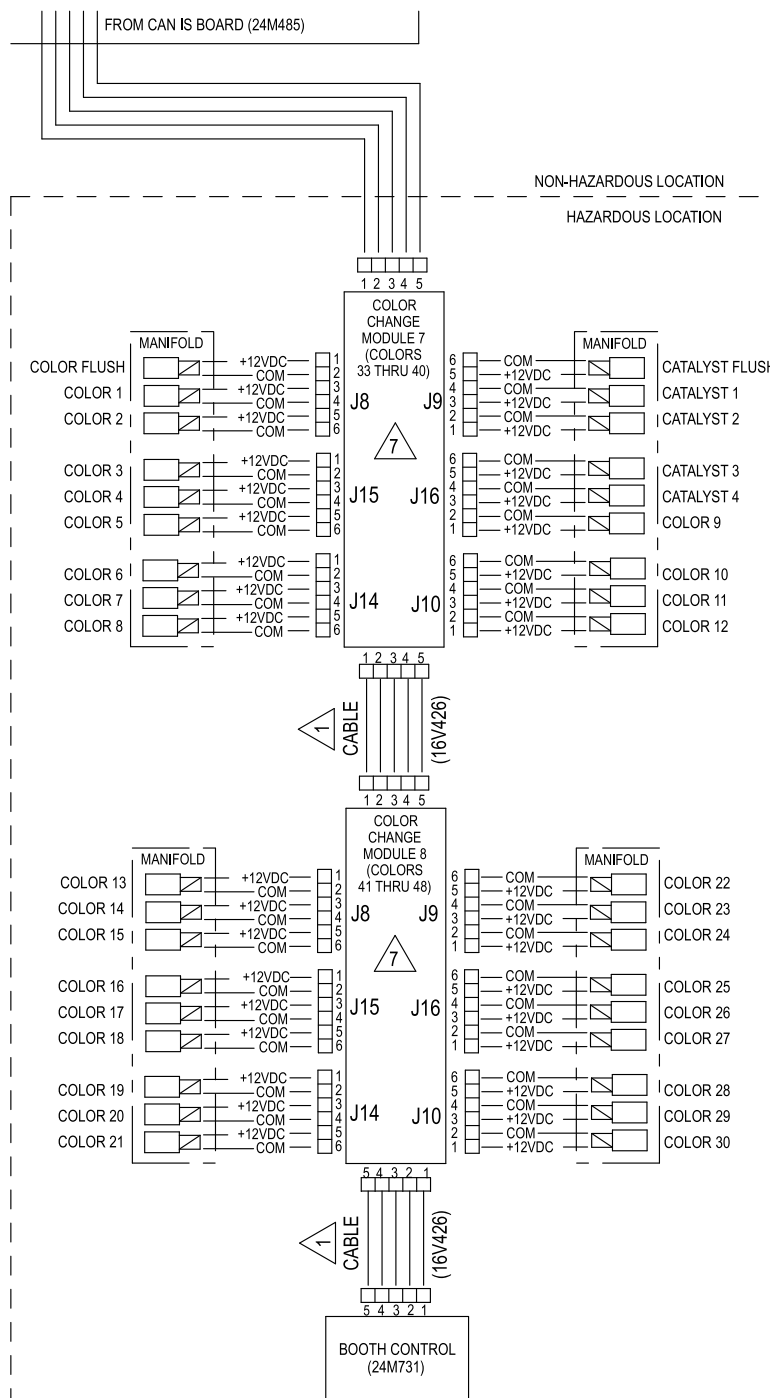 FROM CAN IS BOARD (24M485)
NON-HAZARDOUS LOCATION
HAZARDOUS LOCATION
1 2 3 4 5
COLOR
CHANGE
MODULE 7
(COLORS
33 THRU 40)
MANIFOLD
MANIFOLD
COLOR FLUSH +12VDC 1 6 COM CATALYST FLUSH
COM 2 5 +12VDC
COLOR 1 +12VDC 3 4 COM CATALYST 1
COM 4 J8 J9 3 +12VDC
COLOR 2 +12VDC 5 2 COM CATALYST 2
COM 6 1 +12VDC
7
COLOR 3 +12VDC 1 6 COM CATALYST 3
COM 2 5 +12VDC
COLOR 4 +12VDC 3 J15 J16 4 COM CATALYST 4
COM 4 3 +12VDC
COLOR 5 +12VDC 5 2 COM COLOR 9
COM 6 1 +12VDC
COLOR 6 +12VDC 1 6 COM COLOR 10
COM 2 5 +12VDC
COLOR 7 +12VDC 3 4 COM COLOR 11
COM 4 J14 J10 3 +12VDC
COLOR 8 +12VDC 5 2 COM COLOR 12
COM 6 1 +12VDC
1 2 3 4 5
1
CABLE
(16V426)
1 2 3 4 5
COLOR
CHANGE
MODULE 8
(COLORS
41 THRU 48)
MANIFOLD
MANIFOLD
COLOR 13 +12VDC 1 6 COM COLOR 22
COM 2 5 +12VDC
COLOR 14 +12VDC 3 4 COM COLOR 23
COM 4 J8 J9 3 +12VDC
COLOR 15 +12VDC 5 2 COM COLOR 24
COM 6 1 +12VDC
7
COLOR 16 +12VDC 1 6 COM COLOR 25
COM 2 5 +12VDC
COLOR 17 +12VDC 3 J15 J16 4 COM COLOR 26
COM 4 3 +12VDC
COLOR 18 +12VDC 5 2 COM COLOR 27
COM 6 1 +12VDC
COLOR 19 +12VDC 1 6 COM COLOR 28
COM 2 5 +12VDC
COLOR 20 +12VDC 3 4 COM COLOR 29
COM 4 J14 J10 3 +12VDC
COLOR 21 +12VDC 5 2 COM COLOR 30
COM 6 1 +12VDC
5 4 3 2 1
1
CABLE
(16V426)
5 4 3 2 1
BOOTH CONTROL
(24M731)